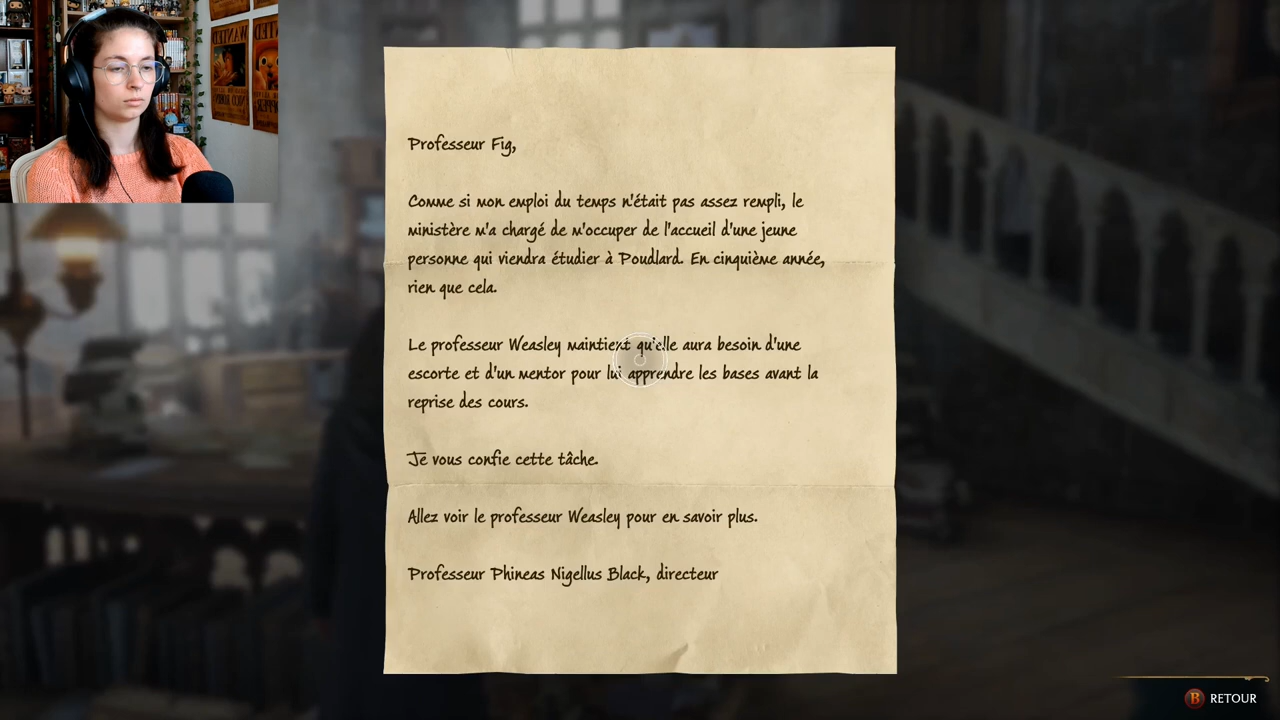 Professeur Fig,
Comme si mon emploi du temps n'était pas assez rempli, le
ministère m'a chargé de m'occuper de l'accueil d'une jeune
personne qui viendra étudier à Poudlard. En cinquième année,
rien que cela.
Le professeur Weasley maintient qu'elle aura besoin d'une
escorte et d'un mentor pour lui apprendre les bases avant la
reprise des cours.
Je vous confie cette tâche.
Allez voir le professeur Weasley pour en savoir plus.
Professeur Phineas Nigellus Black, directeur
B RETOUR
WANTED